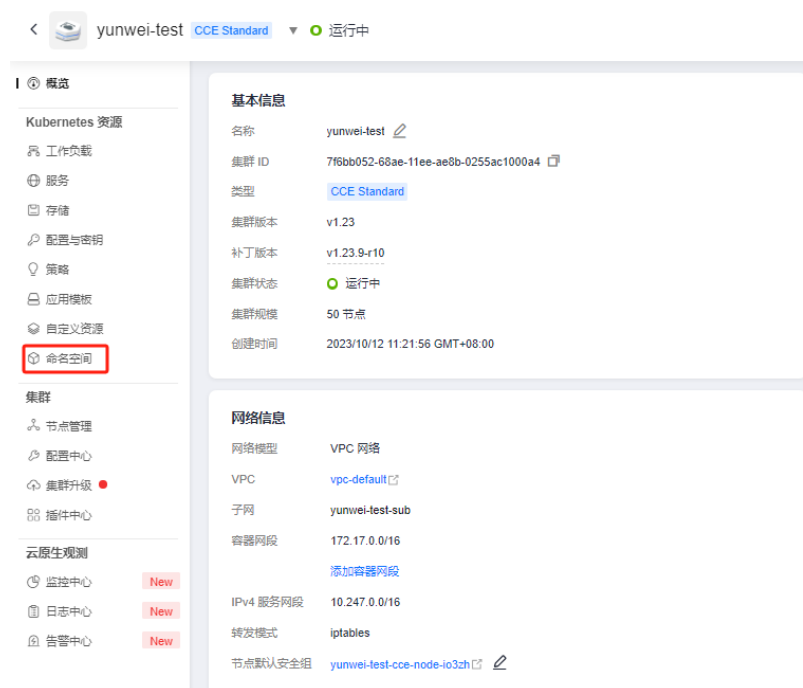 yunwei-test CCE Standard 运行中
概览
Kubernetes 资源
工作负载
服务
存储
配置与密钥
策略
应用模板
自定义资源
命名空间
集群
节点管理
配置中心
集群升级
插件中心
云原生观测
监控中心 New
日志中心 New
告警中心 New
基本信息
名称 yunwei-test
集群 ID 7f6bb052-68ae-11ee-ae8b-0255ac1000a4
类型 CCE Standard
集群版本 v1.23
补丁版本 v1.23.9-r10
集群状态 运行中
集群规模 50 节点
创建时间 2023/10/12 11:21:56 GMT+08:00
网络信息
网络模型 VPC 网络
VPC vpc-default
子网 yunwei-test-sub
容器网段 172.17.0.0/16
添加容器网段
IPv4 服务网段 10.247.0.0/16
转发模式 iptables
节点默认安全组 yunwei-test-cce-node-io3zh